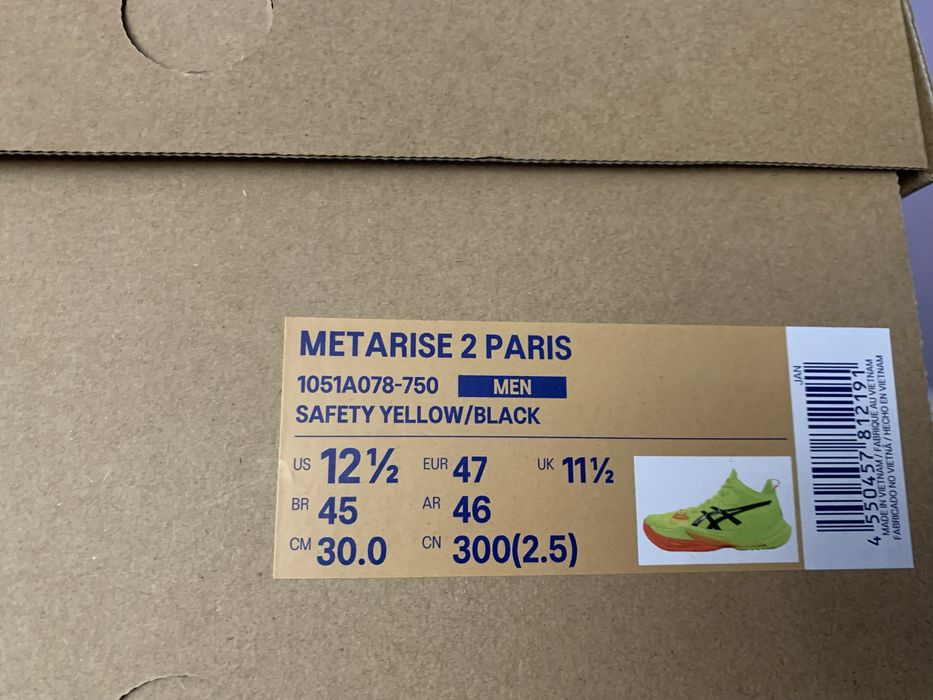 METARISE 2 PARIS
1051A078-750 MEN
SAFETY YELLOW/BLACK
US 12½ EUR 47 UK 11½
BR 45 AR 46
CM 30.0 CN 300(2.5)
JAN
4 550457 812191
MADE IN VIETNAM / FABRIQUÉ AU VIETNAM
FABRICADO NO VIETNÃ / HECHO EN VIETNAM